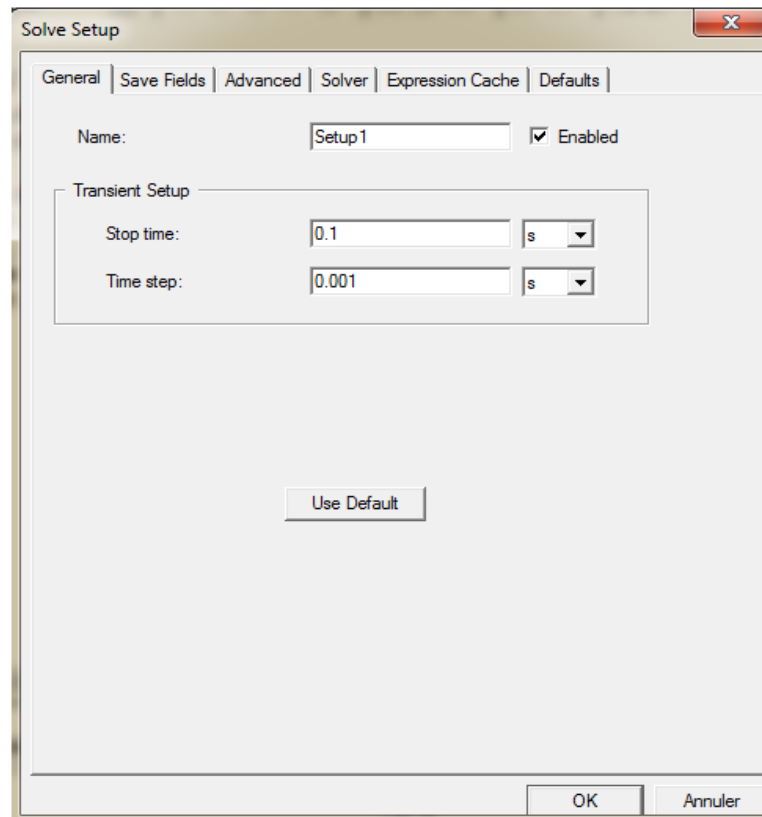 Solve Setup
General Save Fields Advanced Solver Expression Cache Defaults
Name: Setup1 Enabled
Transient Setup
Stop time: 0.1 s
Time step: 0.001 s
Use Default
OK Annuler